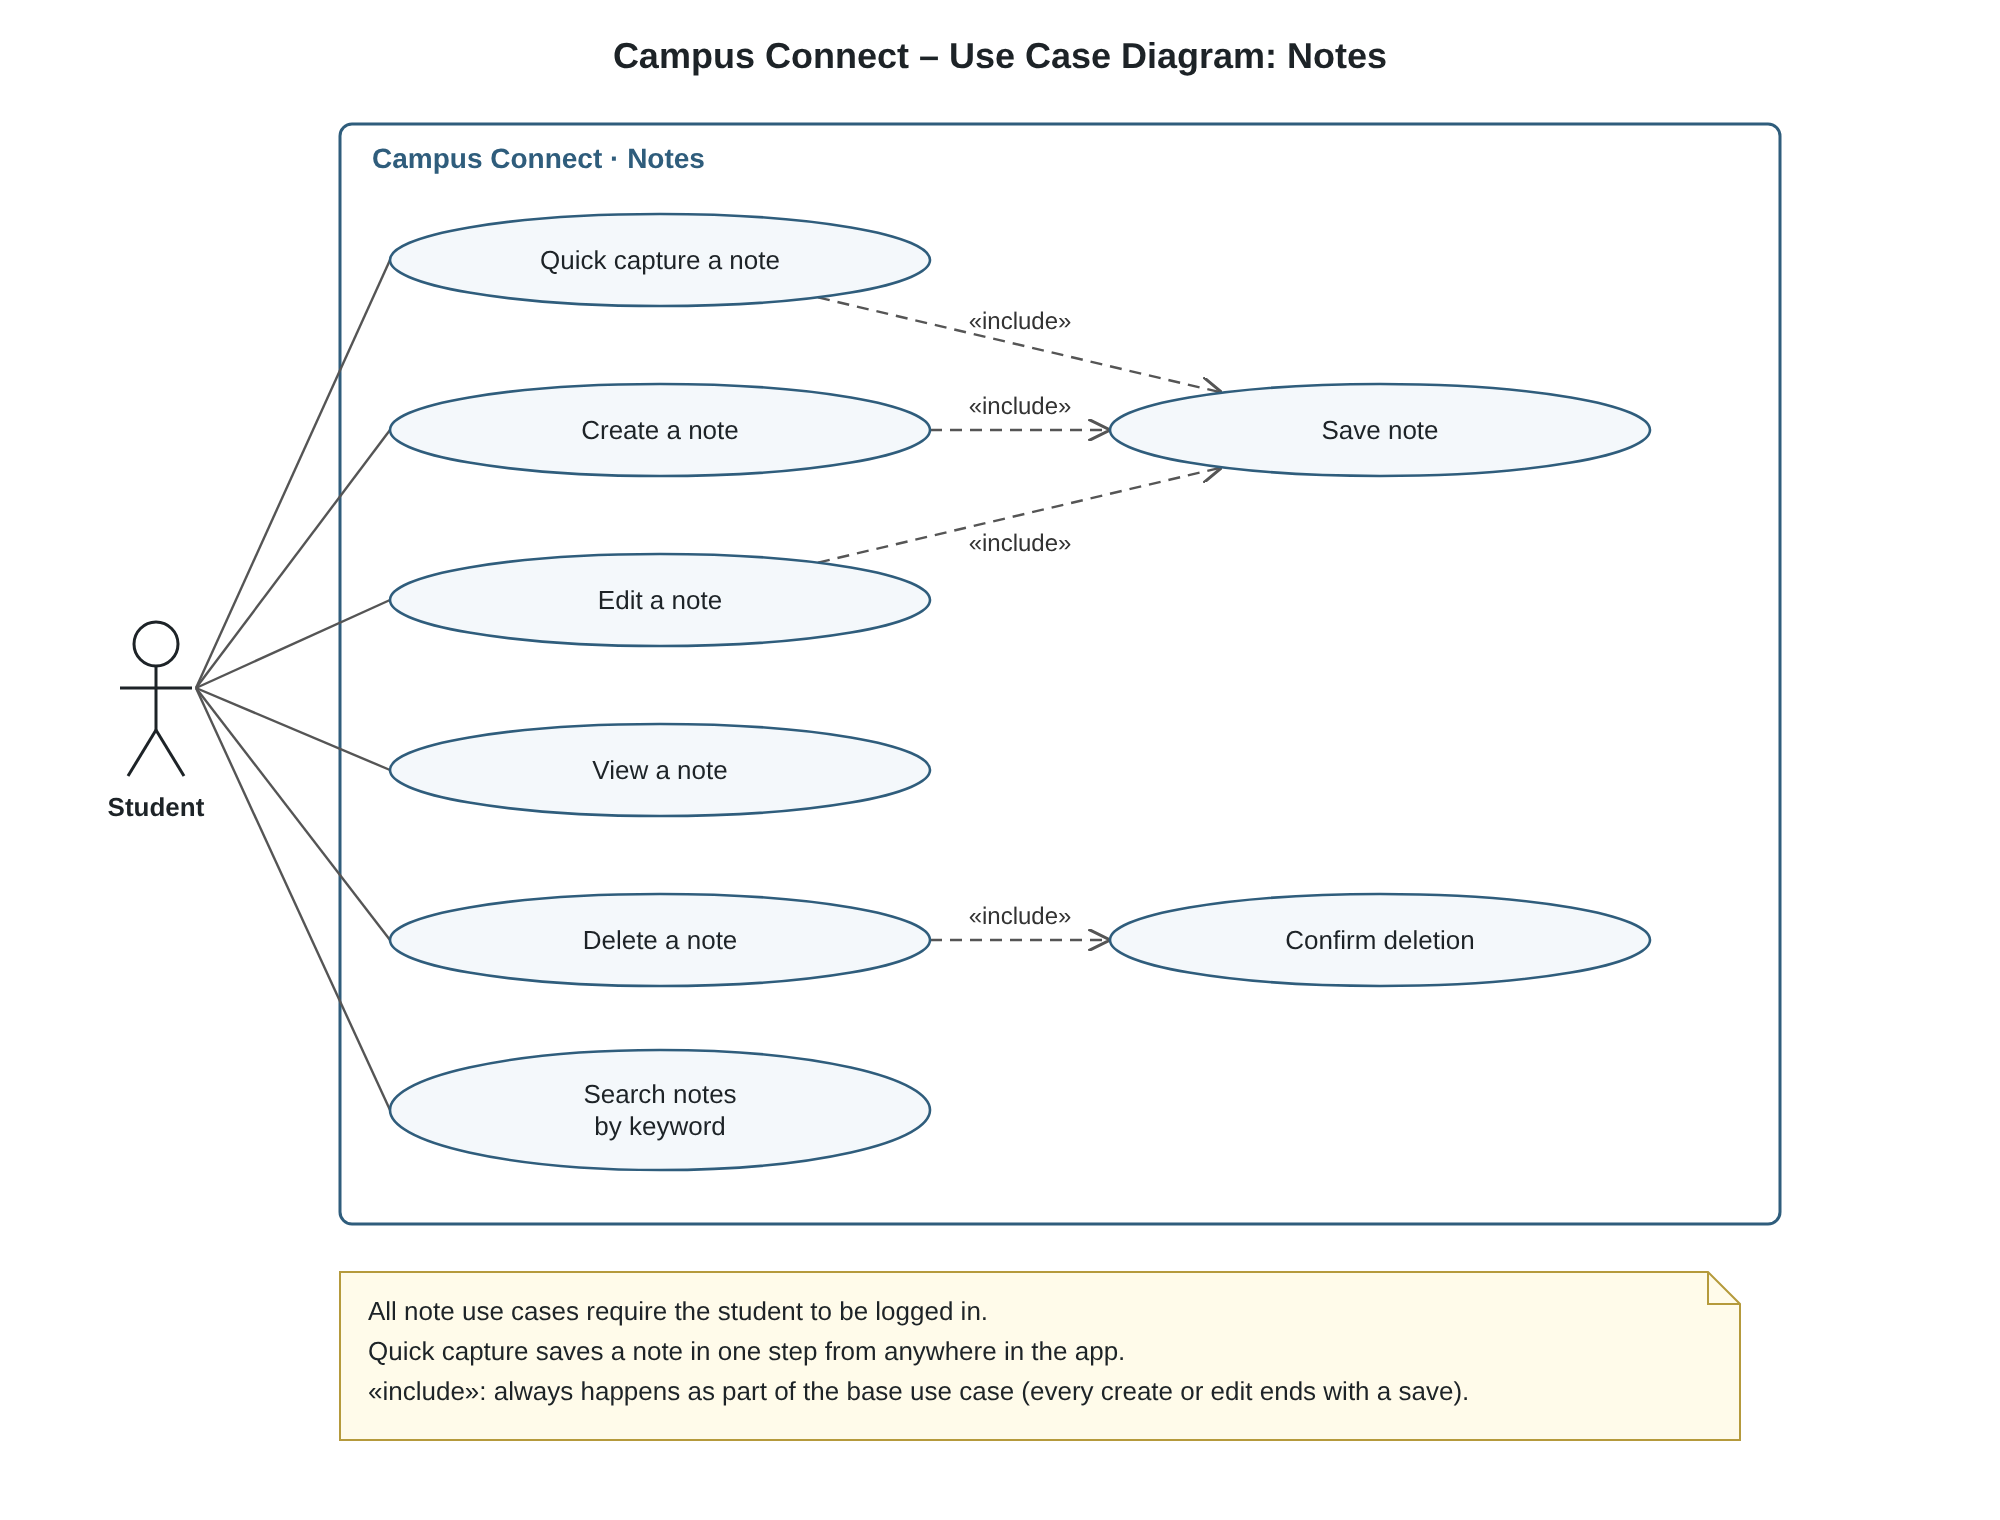 Campus Connect – Use Case Diagram: Notes
Campus Connect · Notes
Quick capture a note
«include»
Create a note
«include»
Save note
Edit a note
«include»
View a note
Student
Delete a note
«include»
Confirm deletion
Search notes
by keyword
All note use cases require the student to be logged in.
Quick capture saves a note in one step from anywhere in the app.
«include»: always happens as part of the base use case (every create or edit ends with a save).